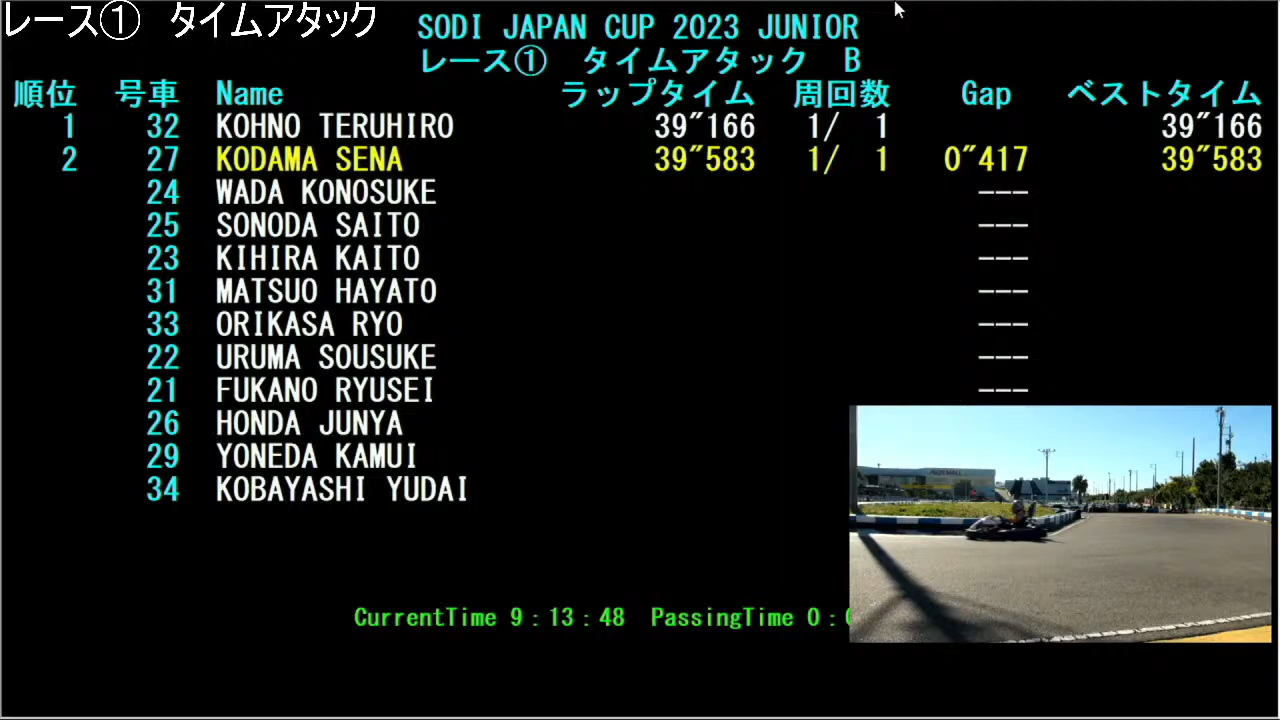 レース① タイムアタック
SODI JAPAN CUP 2023 JUNIOR
レース① タイムアタック B
順位 号車 Name ラップタイム 周回数 Gap ベストタイム
1 32 KOHNO TERUHIRO 39"166 1/ 1 39"166
2 27 KODAMA SENA 39"583 1/ 1 0"417 39"583
24 WADA KONOSUKE ---
25 SONODA SAITO ---
23 KIHIRA KAITO ---
31 MATSUO HAYATO ---
33 ORIKASA RYO ---
22 URUMA SOUSUKE ---
21 FUKANO RYUSEI ---
26 HONDA JUNYA
29 YONEDA KAMUI
34 KOBAYASHI YUDAI
CurrentTime 9:13:48 PassingTime 0: